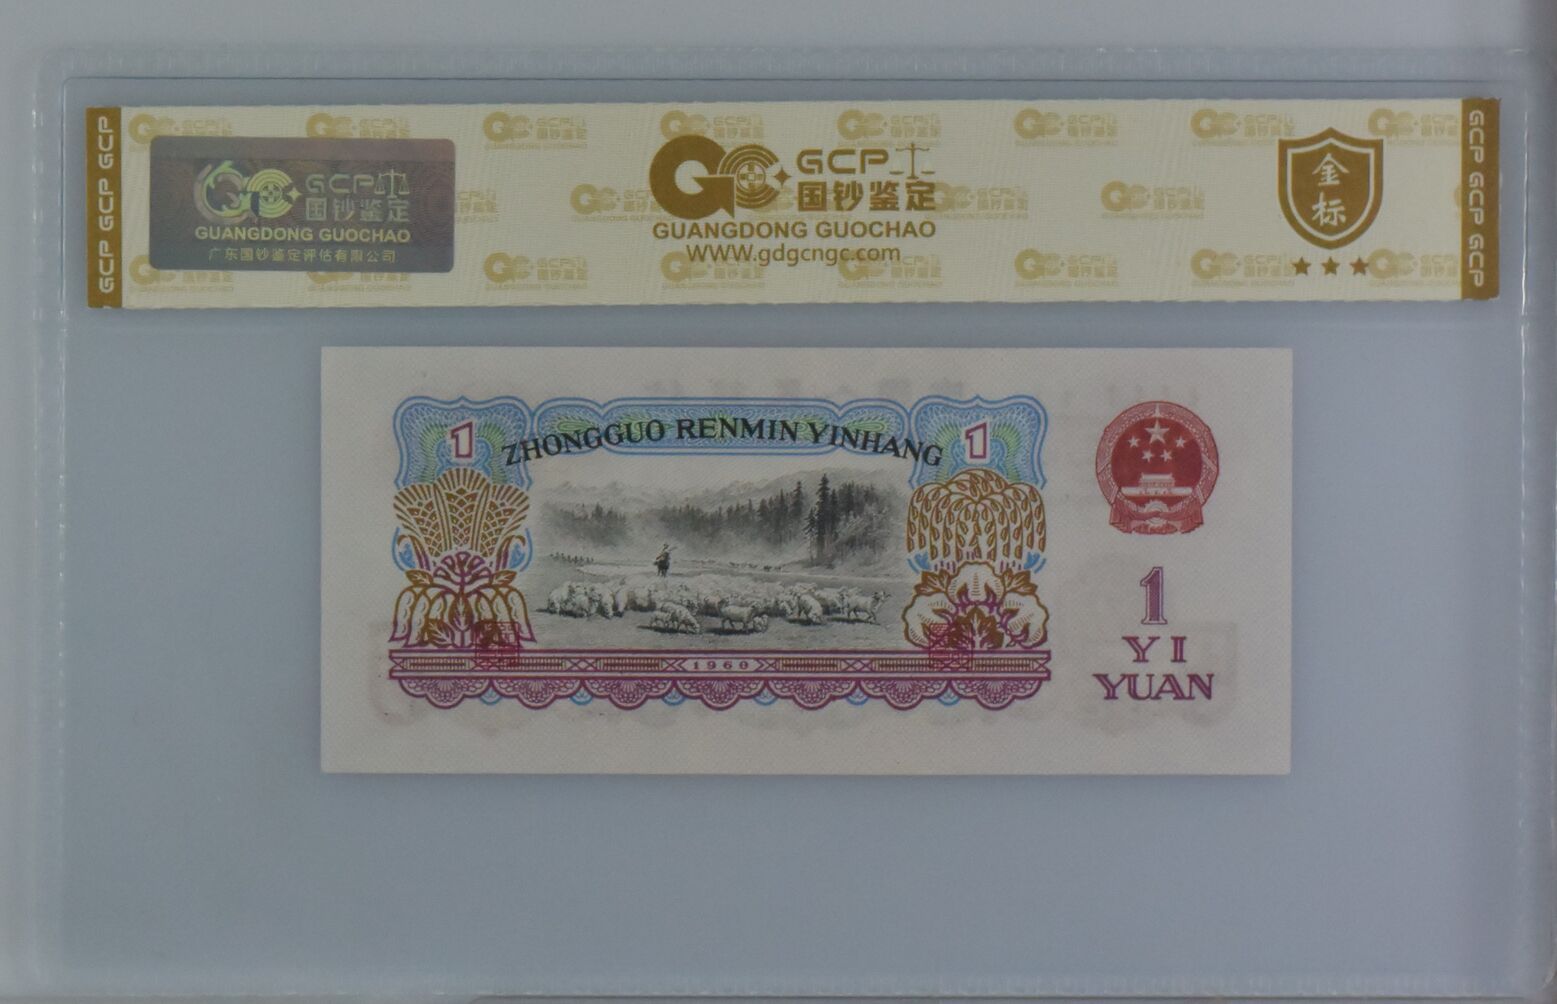 GCP GCP GCP
GCP
国钞鉴定
GUANGDONG GUOCHAO
广东国钞鉴定评估有限公司
GCP
国钞鉴定
GUANGDONG GUOCHAO
WWW.gdgcngc.com
金
标
GCP GCP GCP
1
ZHONGGUO RENMIN YINHANG
1
1960
1
YI
YUAN